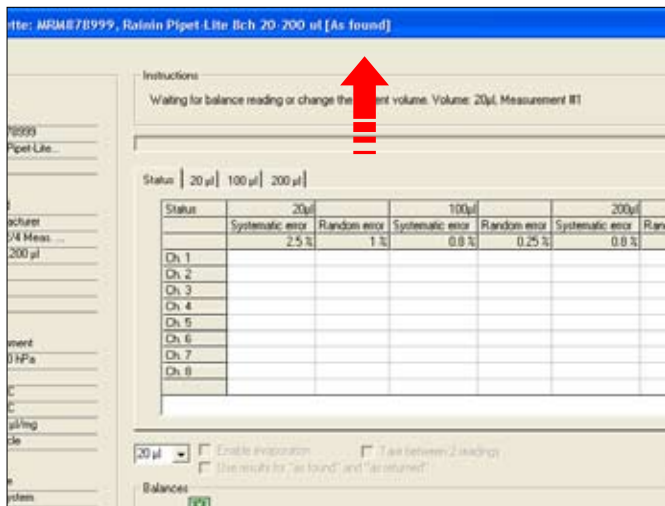 tte: MRM878999, Rainin Pipet-Lite 8ch 20-200 ul [As found]
Instructions
Waiting for balance reading or change the volume. Volume: 20µl, Measurement #1
78999
Pipet-Lite...
Status 20 µl 100 µl 200 µl
acturer
/4 Meas. ...
200 µl
Status 20µl 100µl 200µl
Systematic error Random error Systematic error Random error Systematic error Ran
2.5 % 1 % 0.8 % 0.25 % 0.8 %
Ch. 1
Ch. 2
Ch. 3
Ch. 4
Ch. 5
Ch. 6
Ch. 7
Ch. 8
ment
0 hPa
C
C
µl/mg
cle
20 µl Enable evaporation Tare between 2 readings
Use results for "as found" and "as returned"
e
Balances
ystem